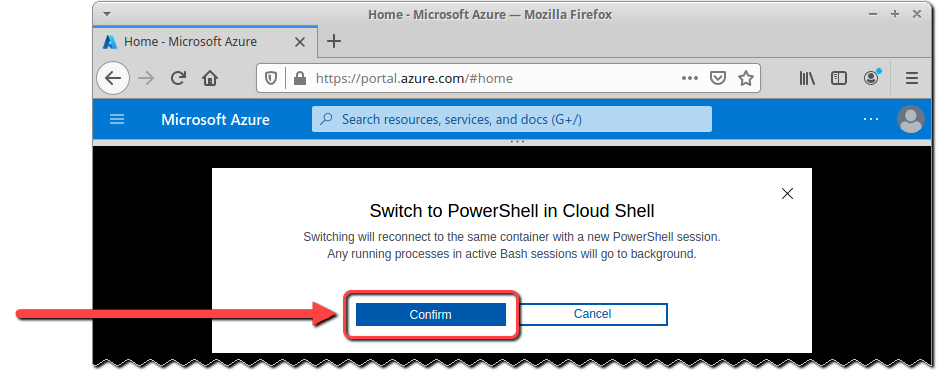 Home - Microsoft Azure — Mozilla Firefox
Home - Microsoft Azure
https://portal.azure.com/#home
Microsoft Azure
Search resources, services, and docs (G+/)
Switch to PowerShell in Cloud Shell
Switching will reconnect to the same container with a new PowerShell session.
Any running processes in active Bash sessions will go to background.
Confirm
Cancel